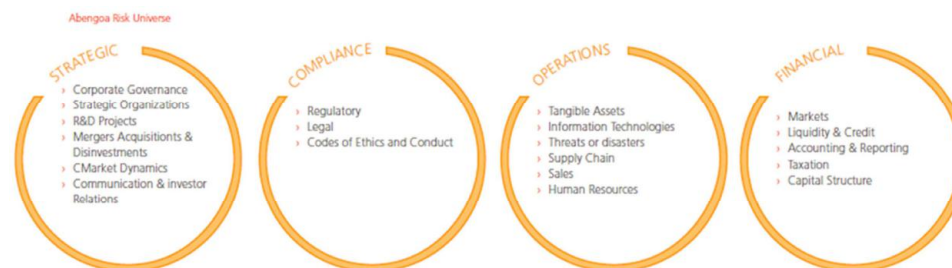 Abengoa Risk Universe
STRATEGIC
› Corporate Governance
› Strategic Organizations
› R&D Projects
› Mergers Acquisitionts &
Disinvestments
› CMarket Dynamics
› Communication & investor
Relations
COMPLIANCE
› Regulatory
› Legal
› Codes of Ethics and Conduct
OPERATIONS
› Tangible Assets
› Information Technologies
› Threats or disasters
› Supply Chain
› Sales
› Human Resources
FINANCIAL
› Markets
› Liquidity & Credit
› Accounting & Reporting
› Taxation
› Capital Structure